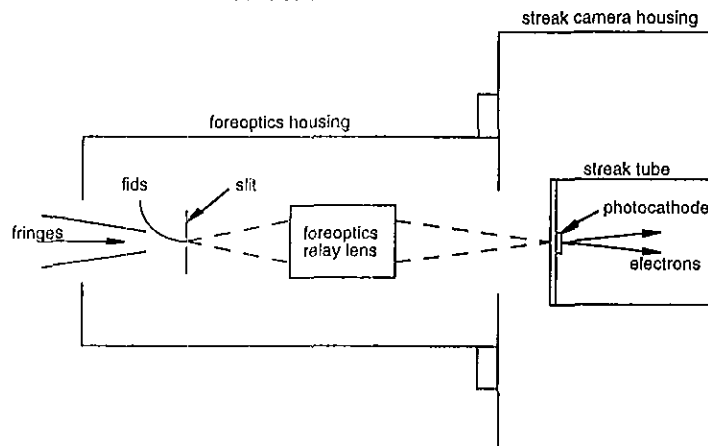 streak camera housing
foreoptics housing
streak tube
fids
slit
photocathode
fringes
foreoptics
relay lens
electrons